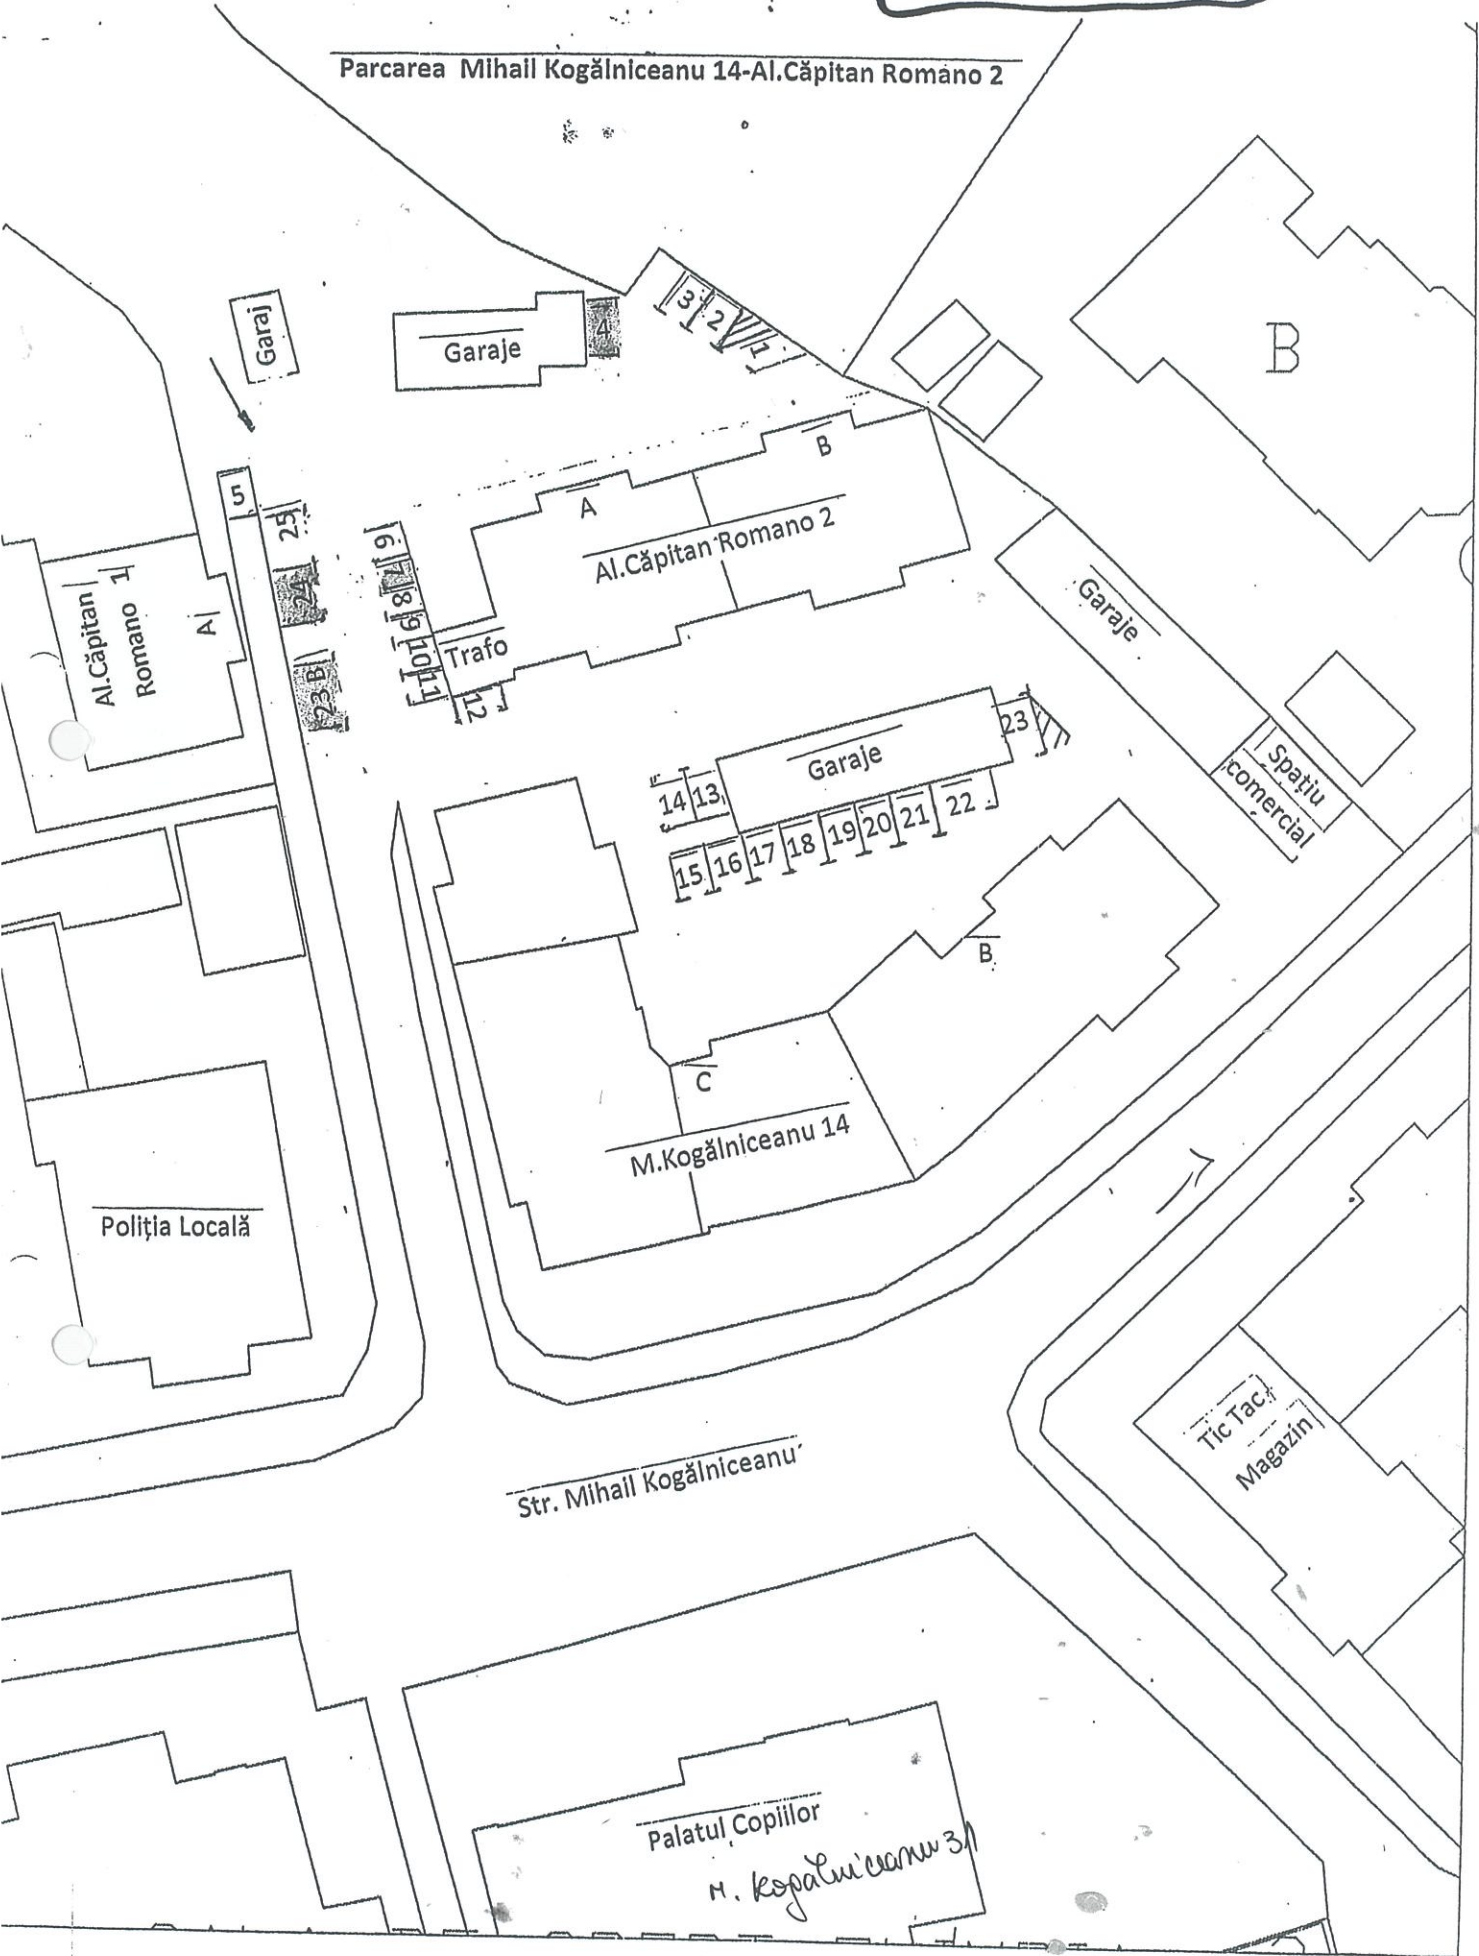 Parcarea Mihail Kogălniceanu 14-Al.Căpitan Romano 2
Garaj
Garaje
4
3
2
1
B
5
25
24
23 B
6
7
8
9
10
11
12
Trafo
A
B
Al.Căpitan Romano 2
Al.Căpitan
Romano 1
A
Garaje
Spațiu
comercial
Garaje
23
14
13
15
16
17
18
19
20
21
22
B
C
M.Kogălniceanu 14
Poliția Locală
Str. Mihail Kogălniceanu
Tic Tac
Magazin
Palatul Copiilor
M. Kogălniceanu 31